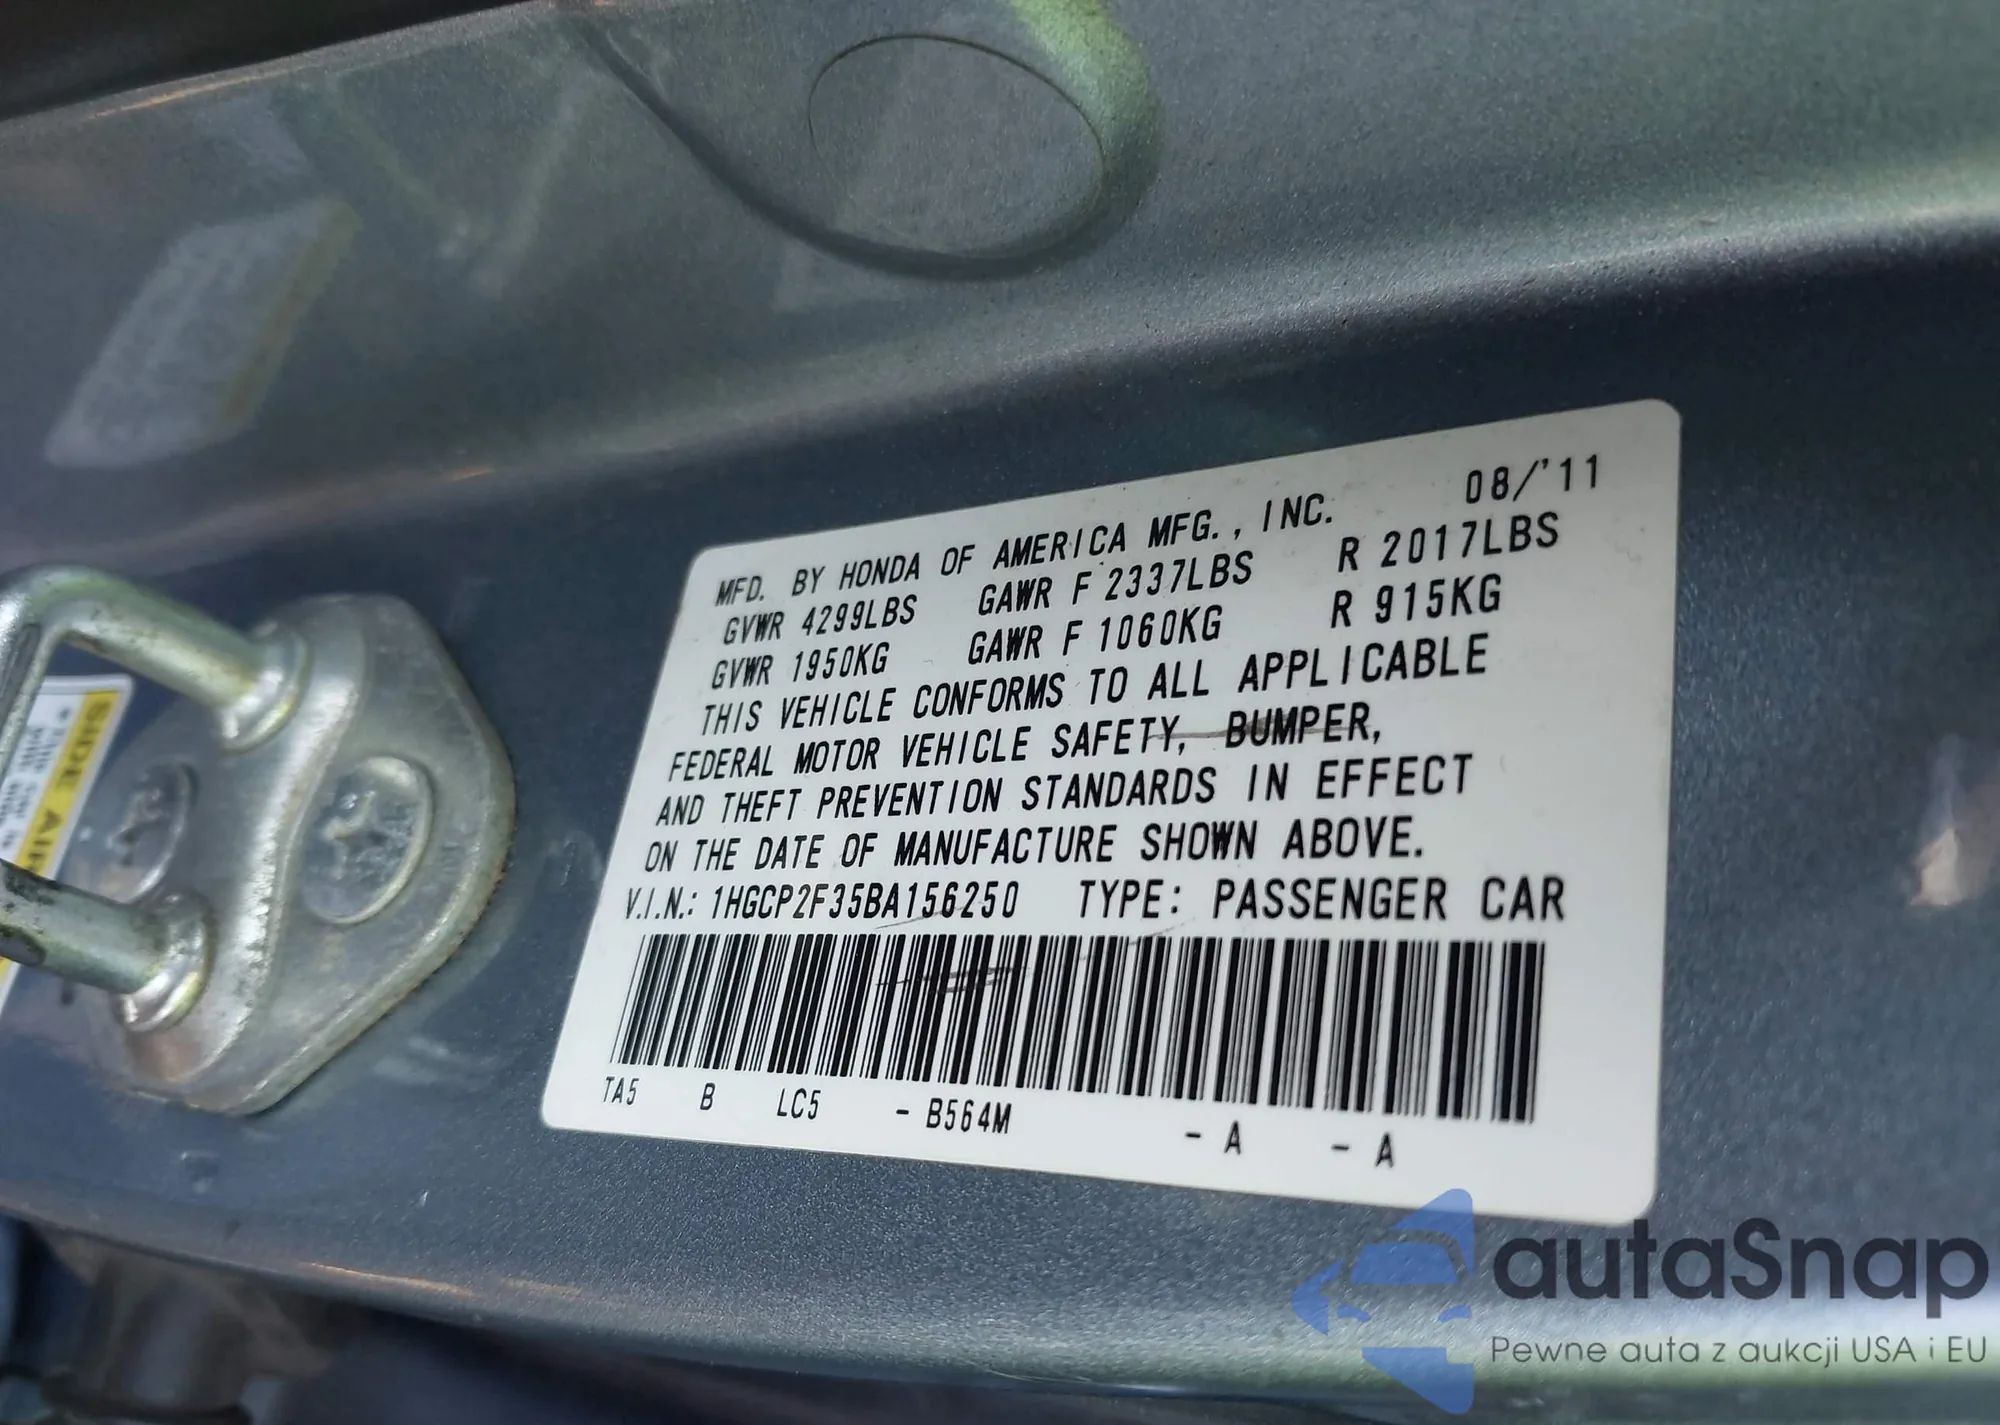 MFD. BY HONDA OF AMERICA MFG., INC. 08/'11
GVWR 4299LBS GAWR F 2337LBS R 2017LBS
GVWR 1950KG GAWR F 1060KG R 915KG
THIS VEHICLE CONFORMS TO ALL APPLICABLE
FEDERAL MOTOR VEHICLE SAFETY, BUMPER,
AND THEFT PREVENTION STANDARDS IN EFFECT
ON THE DATE OF MANUFACTURE SHOWN ABOVE.
V.I.N.: 1HGCP2F35BA156250 TYPE: PASSENGER CAR
TA5 B LC5 - B564M - A - A
SIDE
autaSnap
Pewne auta z aukcji USA i EU